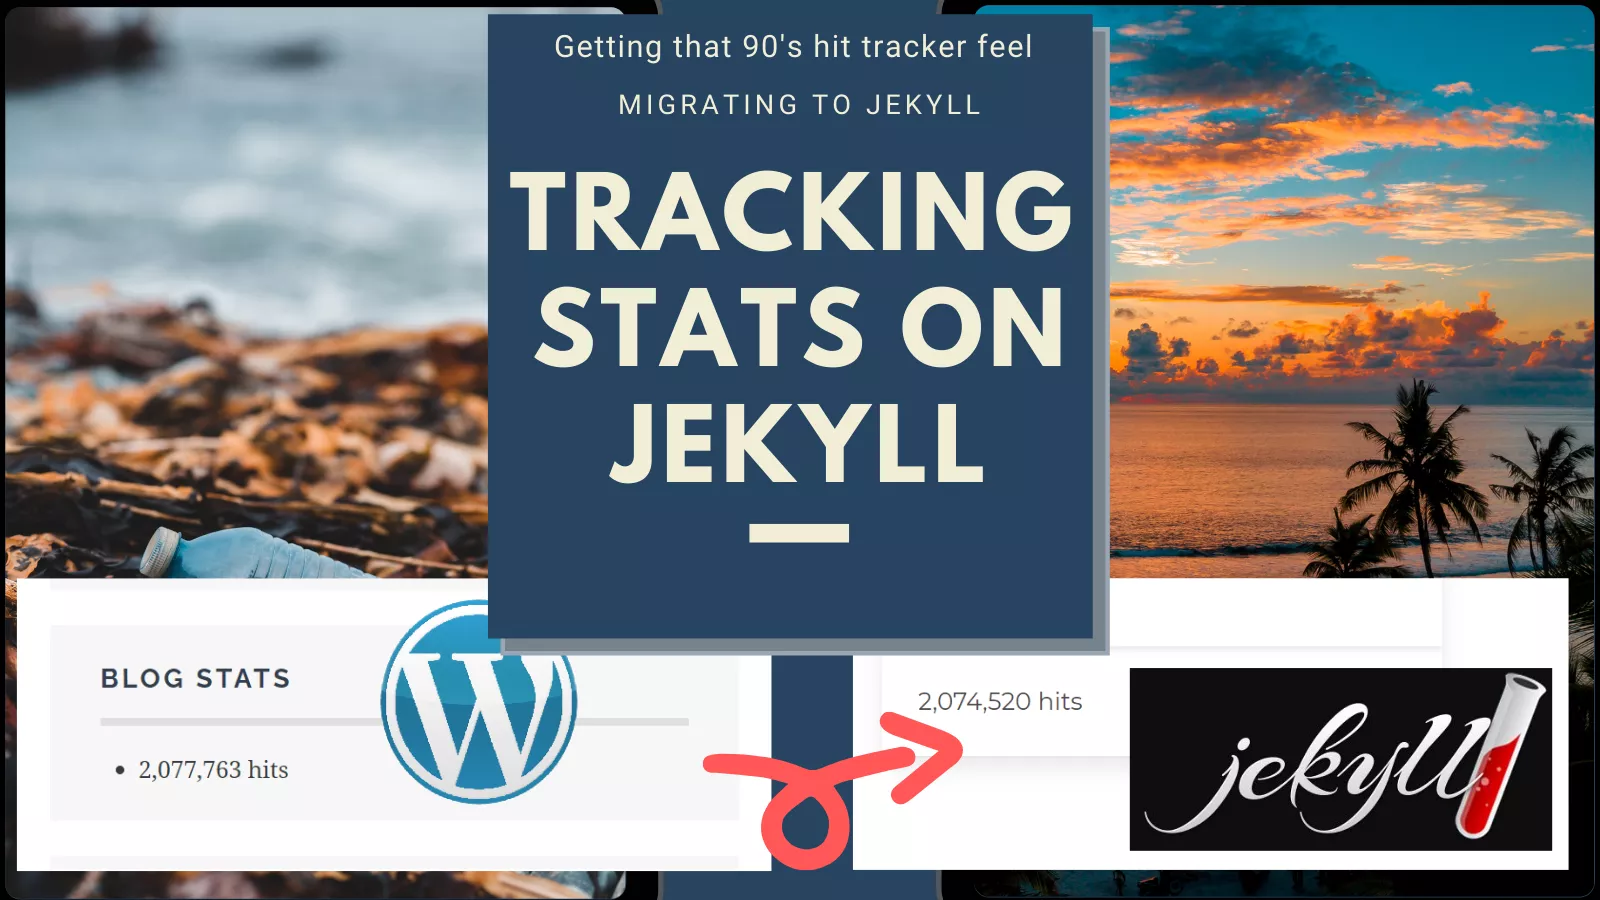 Getting that 90's hit tracker feel
MIGRATING TO JEKYLL
TRACKING
STATS ON
JEKYLL
BLOG STATS
• 2,077,763 hits
W
2,074,520 hits
jekyll